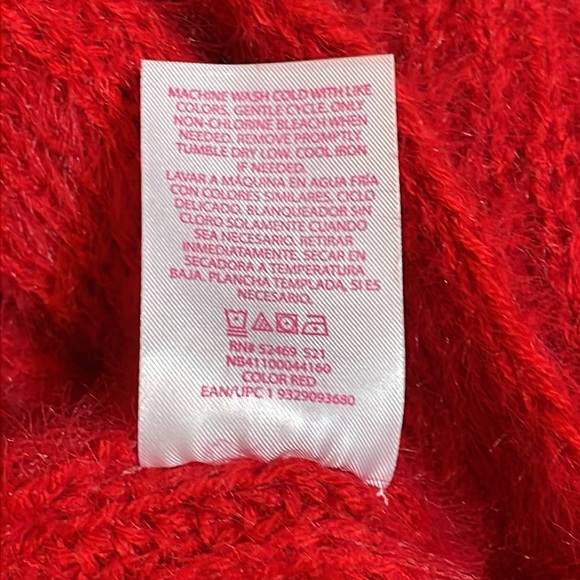 MACHINE WASH COLD WITH LIKE
COLORS, GENTLE CYCLE. ONLY
NON-CHLORINE BLEACH WHEN
NEEDED. REMOVE PROMPTLY.
TUMBLE DRY LOW. COOL IRON
IF NEEDED.
LAVAR A MÁQUINA EN AGUA FRÍA
CON COLORES SIMILARES, CICLO
DELICADO. BLANQUEADOR SIN
CLORO SOLAMENTE CUANDO
SEA NECESARIO. RETIRAR
INMEDIATAMENTE. SECAR EN
SECADORA A TEMPERATURA
BAJA. PLANCHA TEMPLADA, SI ES
NECESARIO.
RN# 52469 S21
NB41100044160
COLOR RED
EAN/UPC 1 9329093680